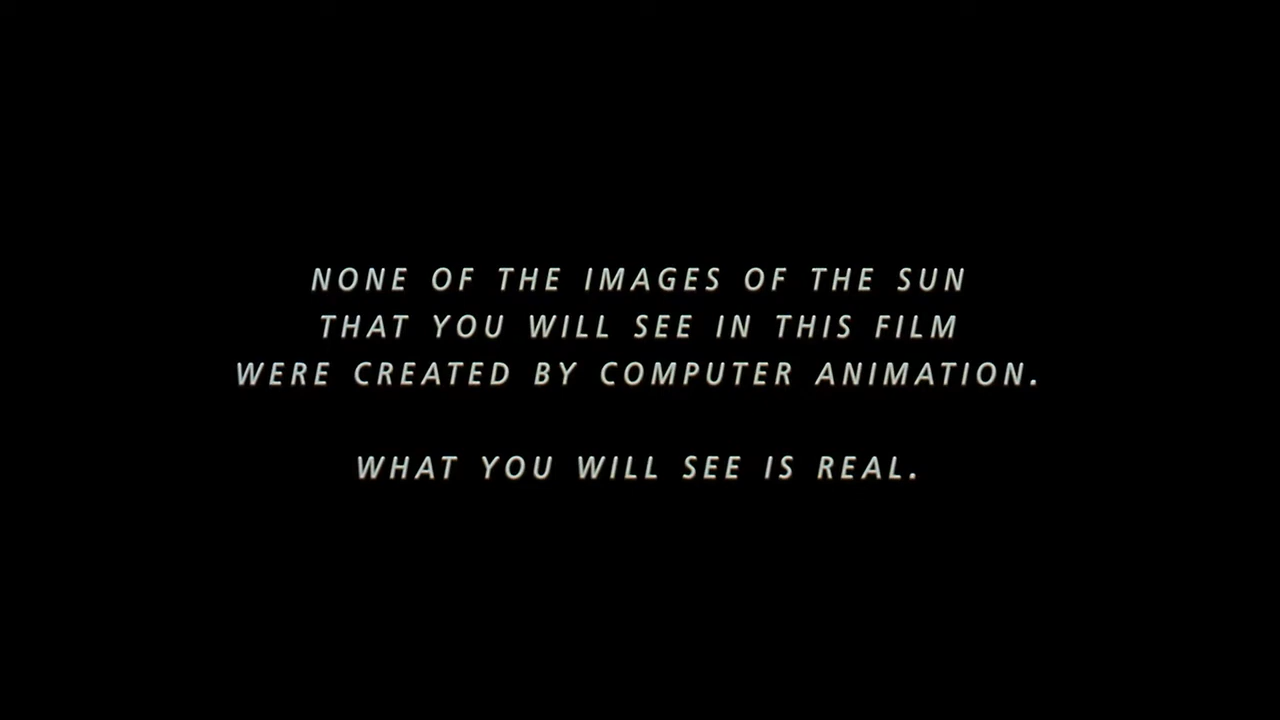 NONE OF THE IMAGES OF THE SUN
THAT YOU WILL SEE IN THIS FILM
WERE CREATED BY COMPUTER ANIMATION.
WHAT YOU WILL SEE IS REAL.